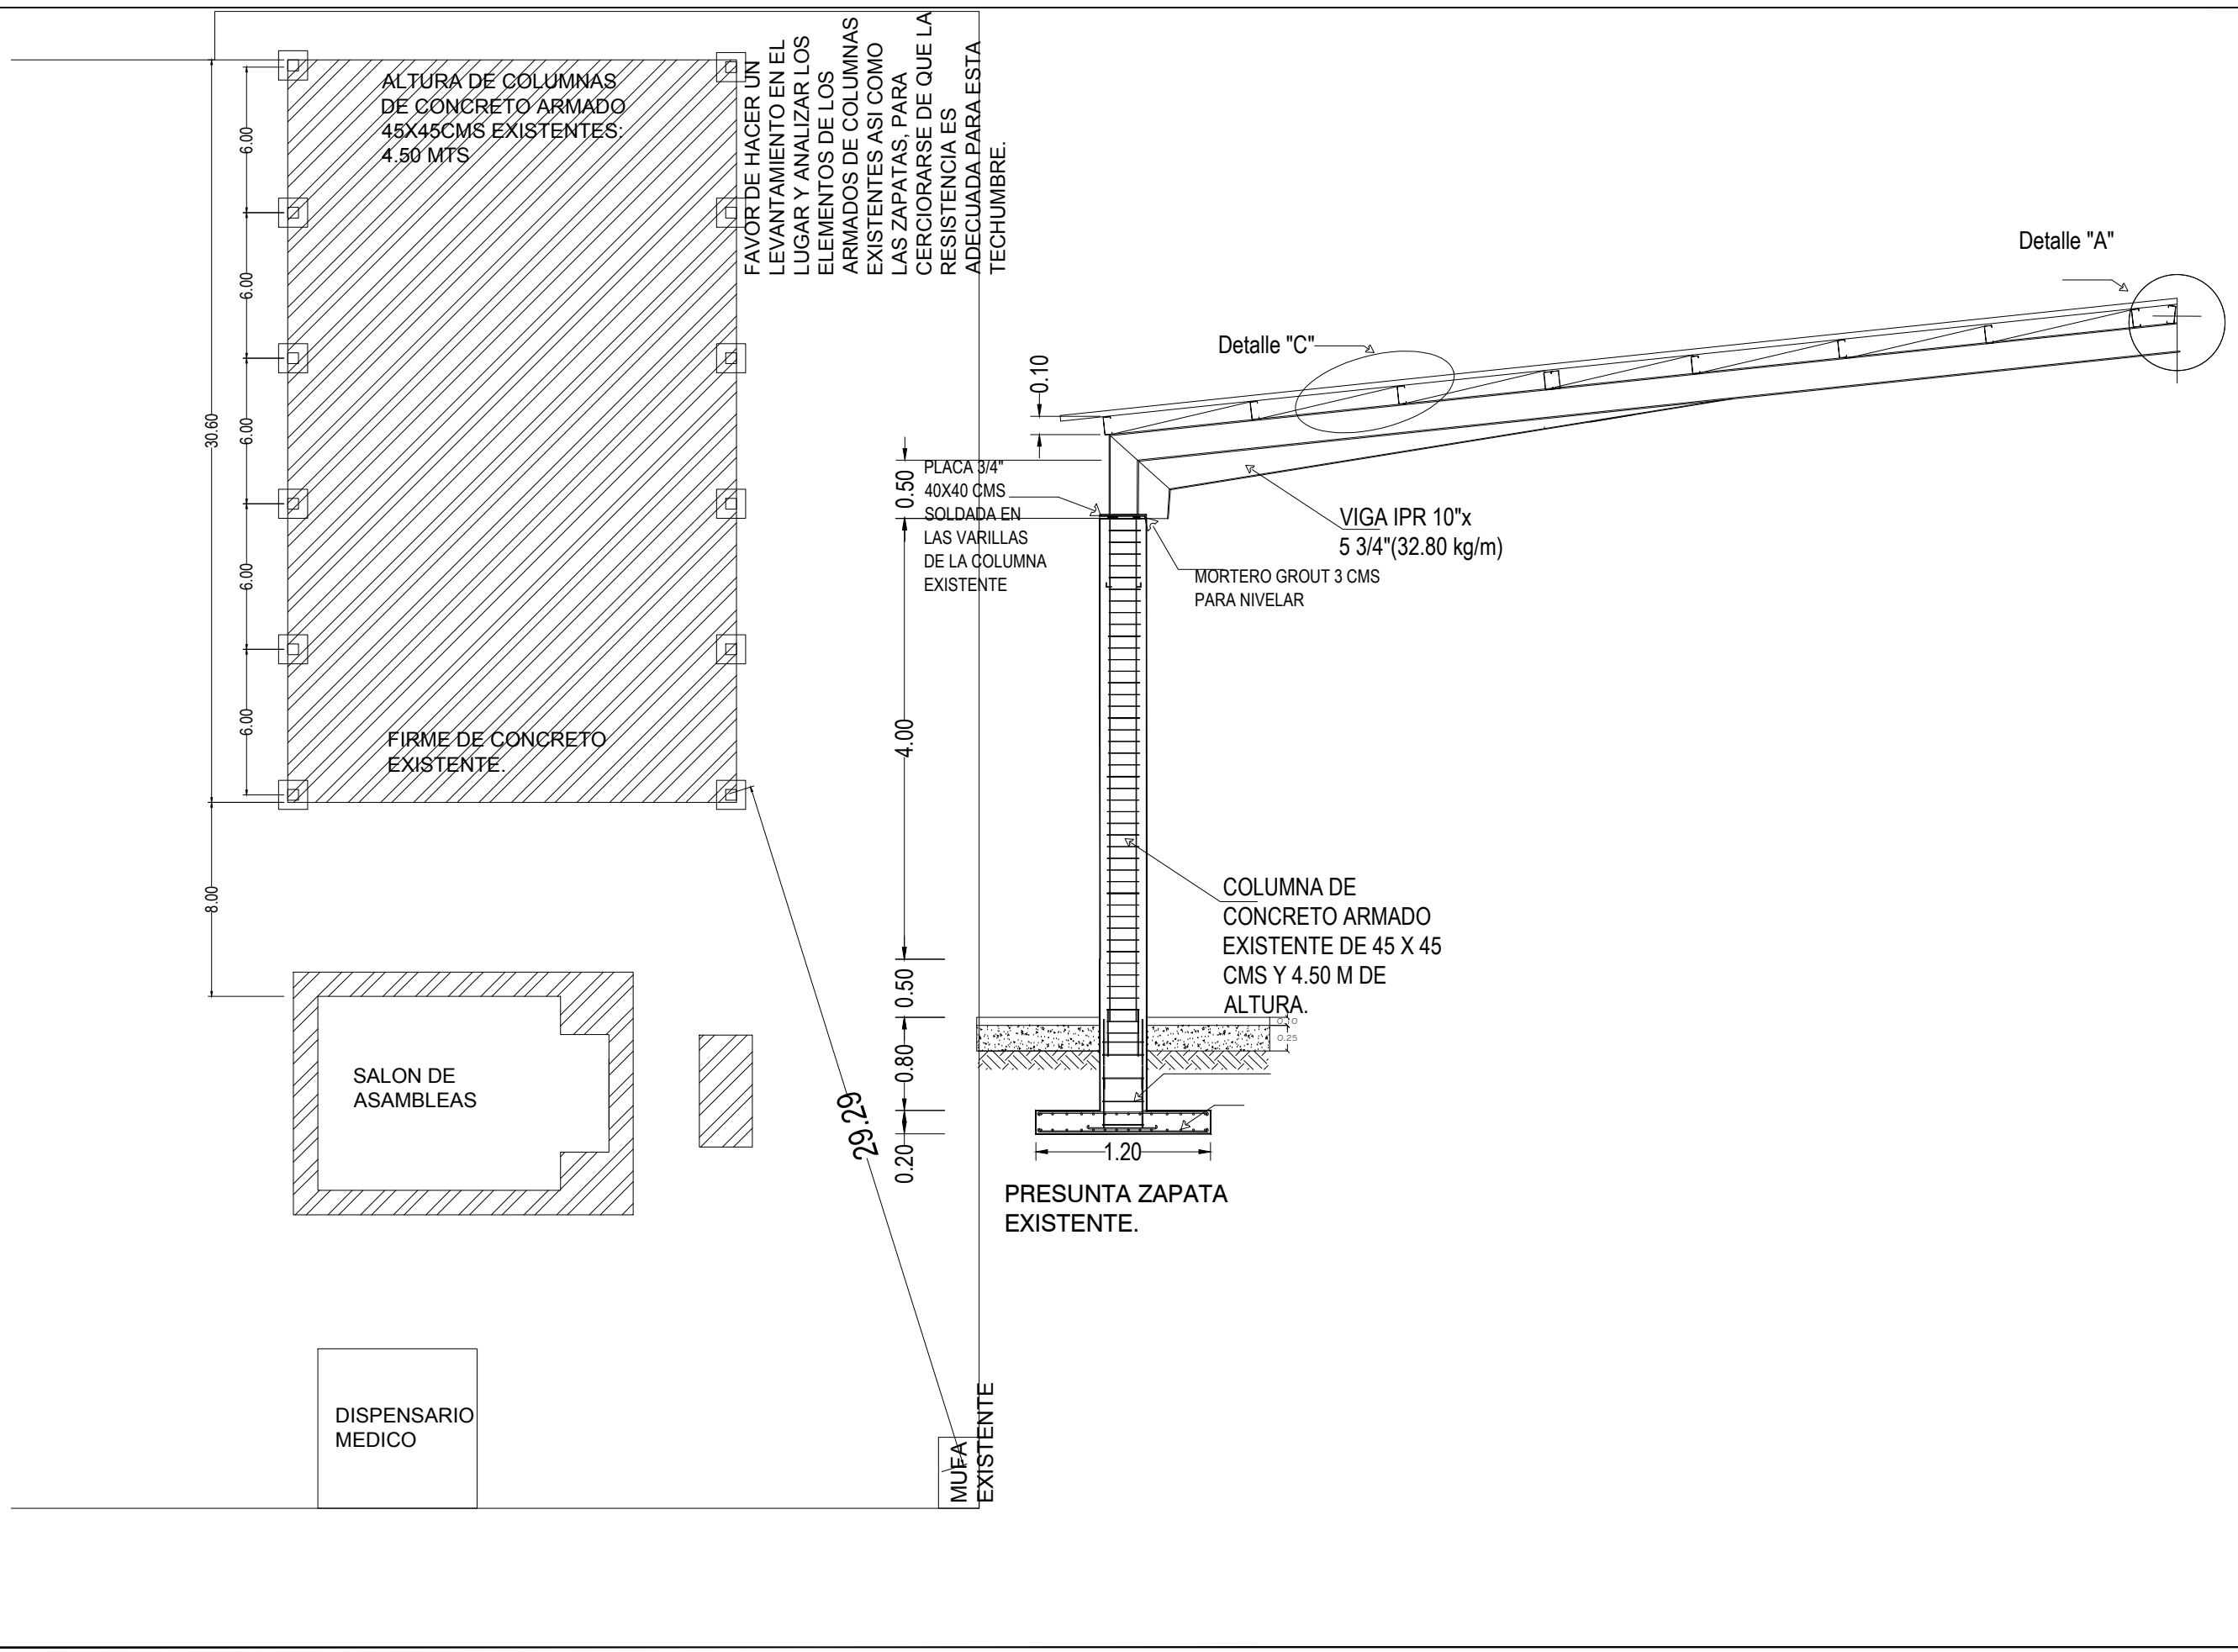 ALTURA DE COLUMNAS
DE CONCRETO ARMADO
45X45CMS EXISTENTES:
4.50 MTS
6.00
6.00
6.00
6.00
6.00
30.60
8.00
FIRME DE CONCRETO
EXISTENTE.
FAVOR DE HACER UN
LEVANTAMIENTO EN EL
LUGAR Y ANALIZAR LOS
ELEMENTOS DE LOS
ARMADOS DE COLUMNAS
EXISTENTES ASI COMO
LAS ZAPATAS, PARA
CERCIORARSE DE QUE LA
RESISTENCIA ES
ADECUADA PARA ESTA
TECHUMBRE.
SALON DE
ASAMBLEAS
DISPENSARIO
MEDICO
29.29
MUFA
EXISTENTE
Detalle "A"
Detalle "C"
0.10
0.50
PLACA 3/4"
40X40 CMS
SOLDADA EN
LAS VARILLAS
DE LA COLUMNA
EXISTENTE
VIGA IPR 10"x
5 3/4"(32.80 kg/m)
MORTERO GROUT 3 CMS
PARA NIVELAR
4.00
COLUMNA DE
CONCRETO ARMADO
EXISTENTE DE 45 X 45
CMS Y 4.50 M DE
ALTURA.
0.50
0.80
0.20
0.25
1.20
PRESUNTA ZAPATA
EXISTENTE.